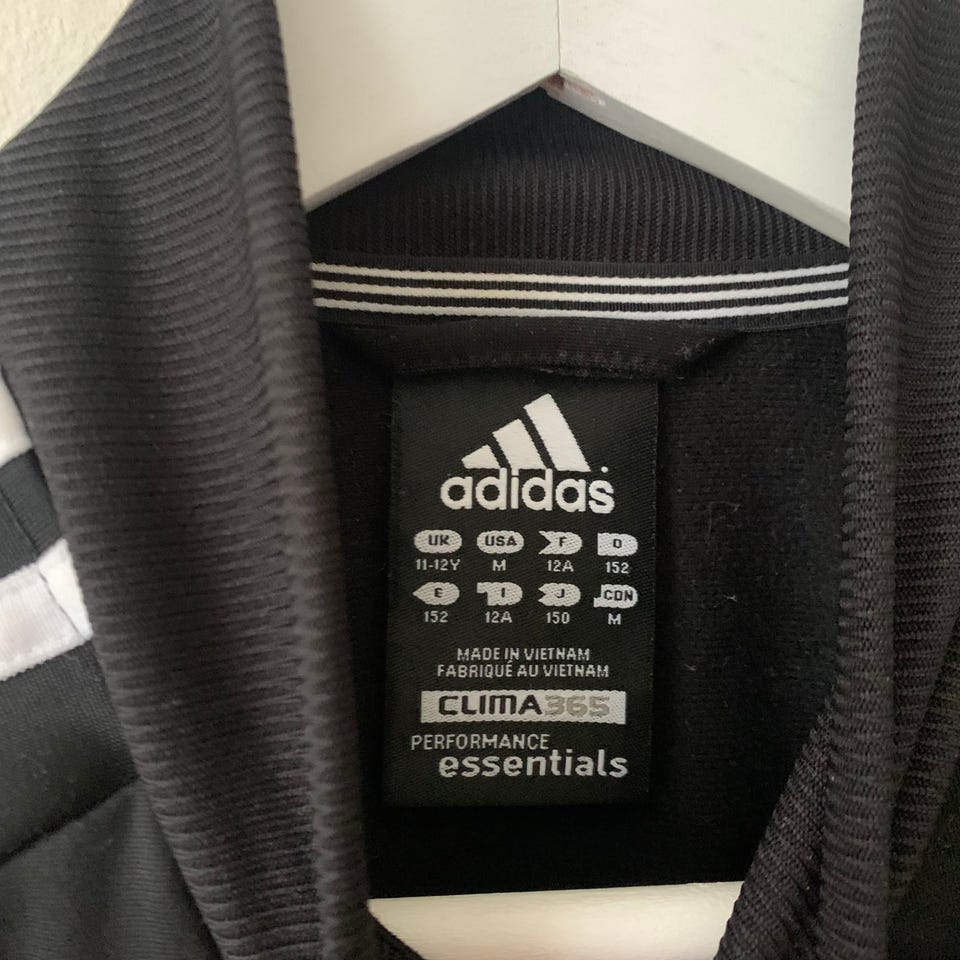 adidas
UK USA F D
11-12Y M 12A 152
E I J CDN
152 12A 150 M
MADE IN VIETNAM
FABRIQUÉ AU VIETNAM
CLIMA365
PERFORMANCE
essentials